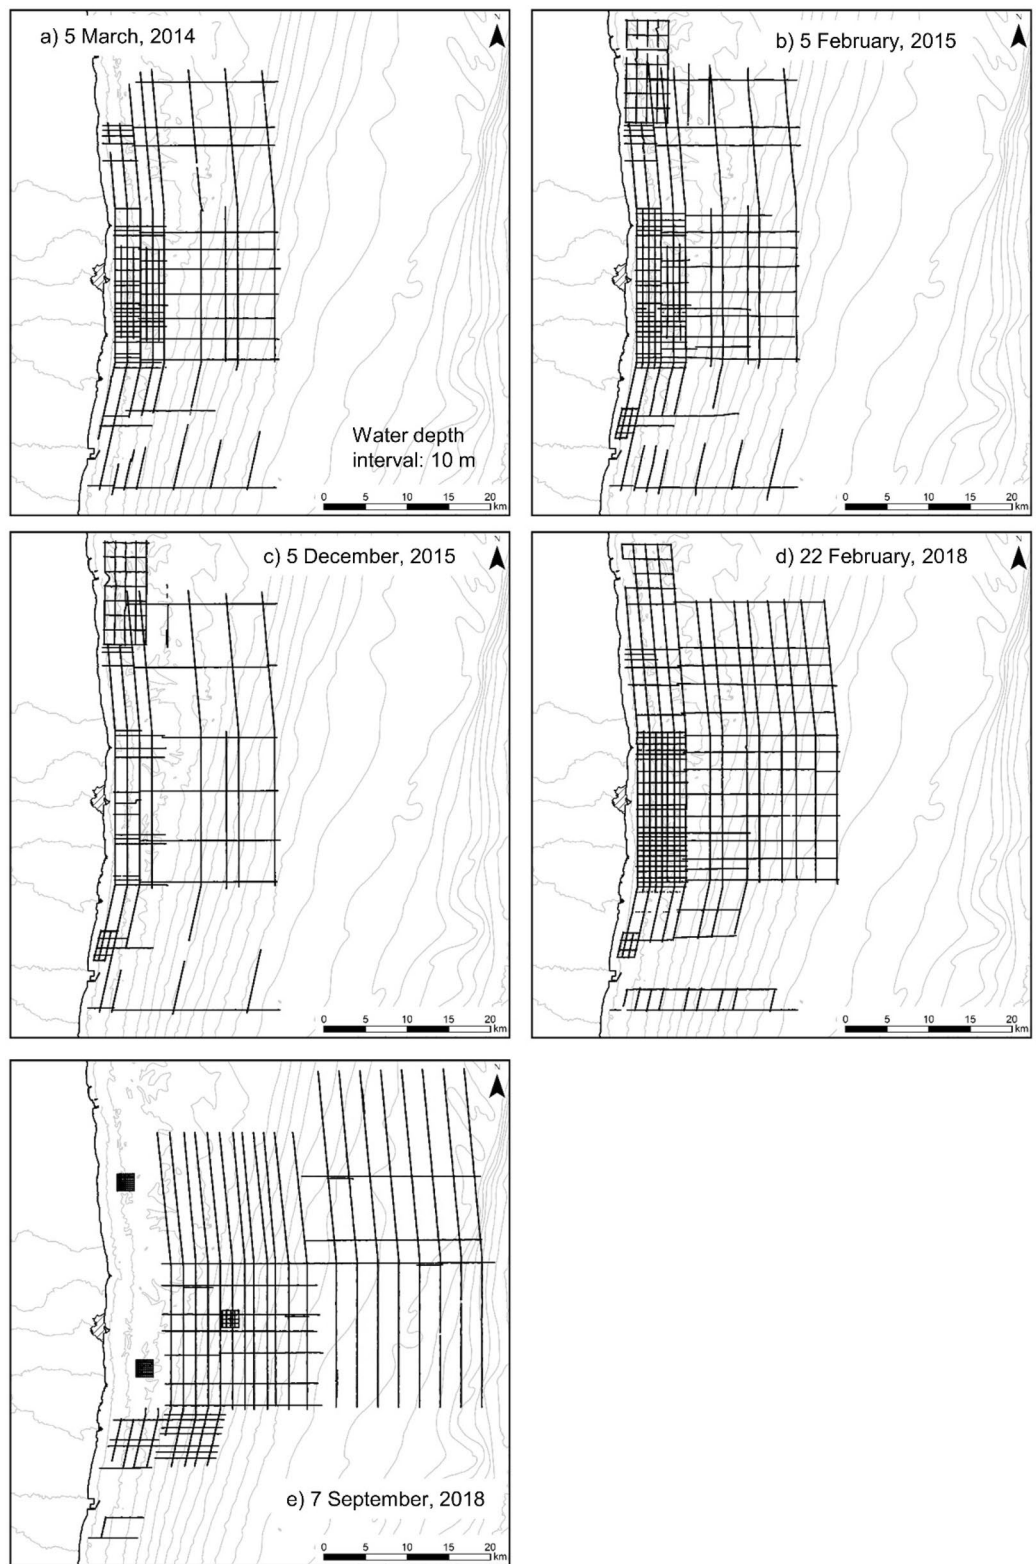 a) 5 March, 2014
N
Water depth
interval: 10 m
0 5 10 15 20
km
b) 5 February, 2015
N
0 5 10 15 20
km
c) 5 December, 2015
N
0 5 10 15 20
km
d) 22 February, 2018
N
0 5 10 15 20
km
N
e) 7 September, 2018
0 5 10 15 20
km